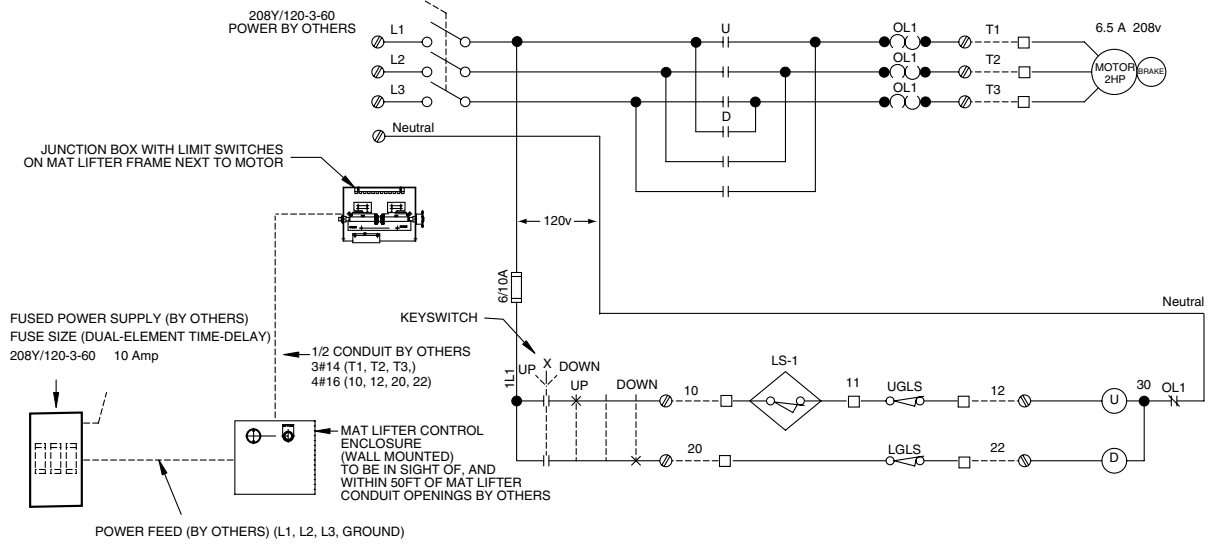 208Y/120-3-60
POWER BY OTHERS
L1
L2
L3
Neutral
U
D
OL1
OL1
OL1
T1
T2
T3
6.5 A 208v
MOTOR
2HP
BRAKE
JUNCTION BOX WITH LIMIT SWITCHES
ON MAT LIFTER FRAME NEXT TO MOTOR
120v
6/10A
Neutral
FUSED POWER SUPPLY (BY OTHERS)
FUSE SIZE (DUAL-ELEMENT TIME-DELAY)
208Y/120-3-60 10 Amp
1/2 CONDUIT BY OTHERS
3#14 (T1, T2, T3,)
4#16 (10, 12, 20, 22)
KEYSWITCH
1L1
UP X DOWN
UP
DOWN
10
LS-1
11
UGLS
12
U
30
OL1
20
LGLS
22
D
MAT LIFTER CONTROL
ENCLOSURE
(WALL MOUNTED)
TO BE IN SIGHT OF, AND
WITHIN 50FT OF MAT LIFTER
CONDUIT OPENINGS BY OTHERS
POWER FEED (BY OTHERS) (L1, L2, L3, GROUND)